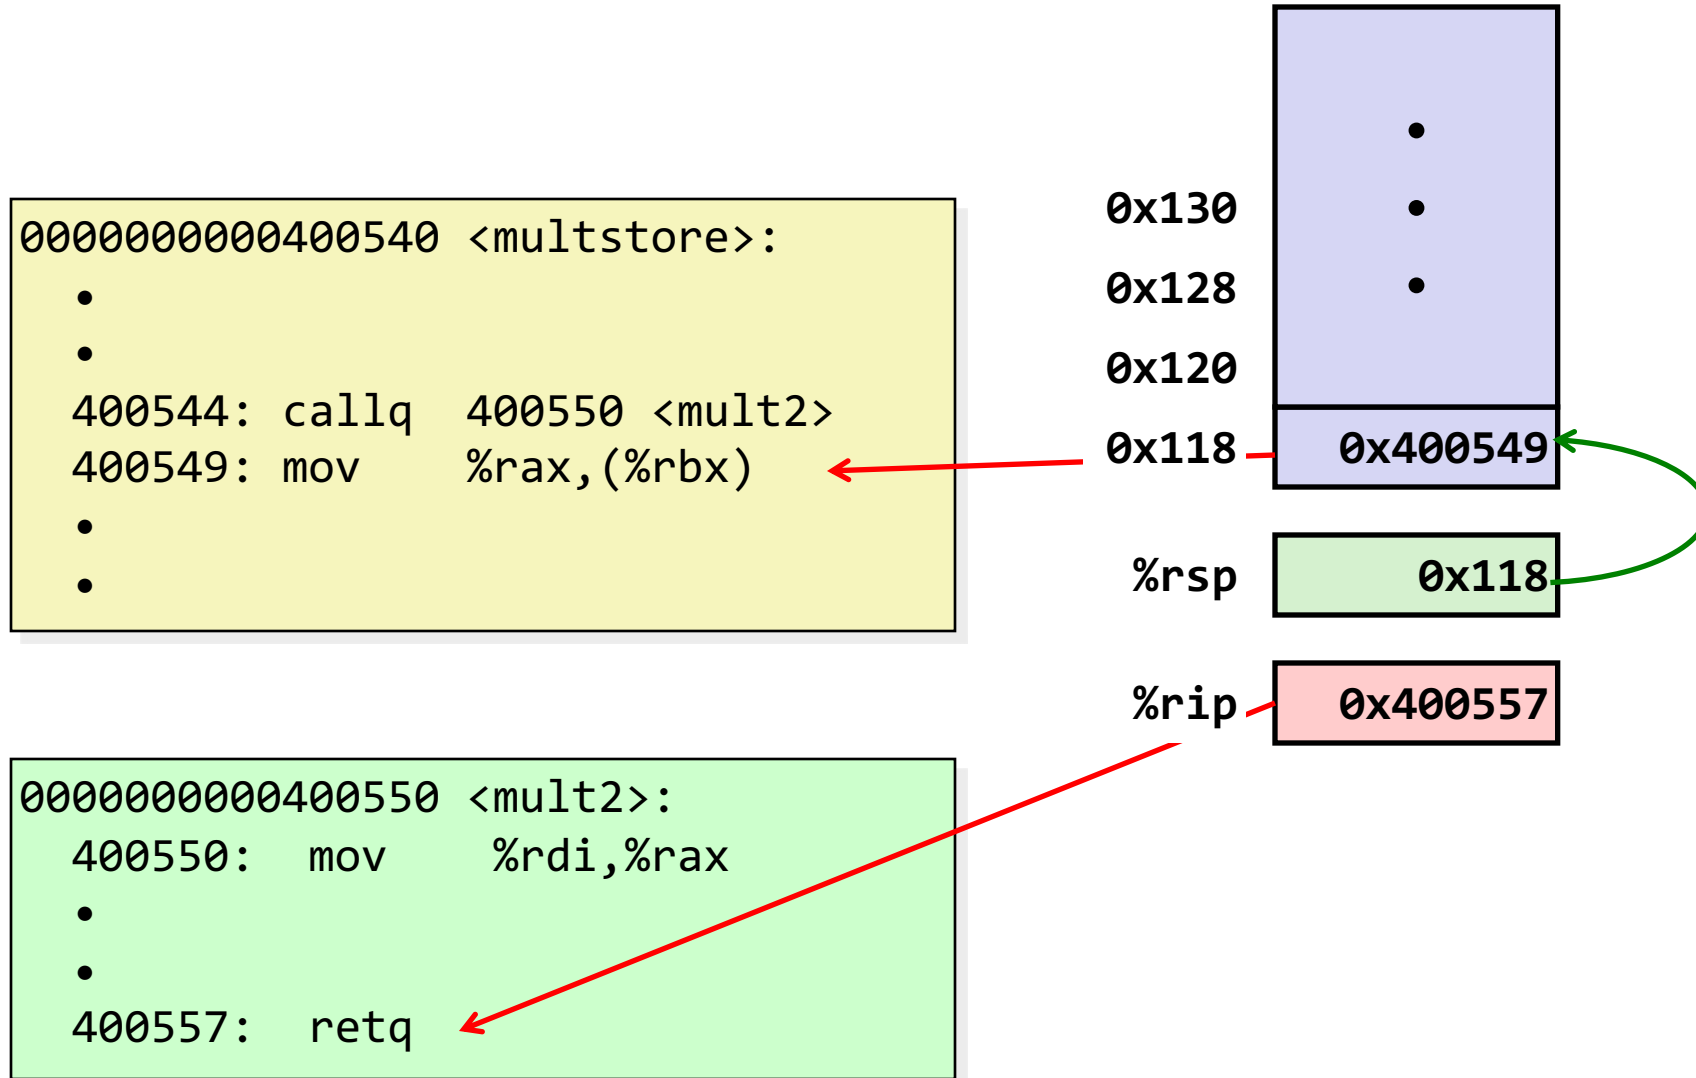 0000000000400540 <multstore>:
•
•
400544: callq  400550 <mult2>
400549: mov    %rax,(%rbx)
•
•
0000000000400550 <mult2>:
400550:  mov    %rdi,%rax
•
•
400557:  retq
•
0x130 •
0x128 •
0x120
0x118 0x400549
%rsp 0x118
%rip 0x400557